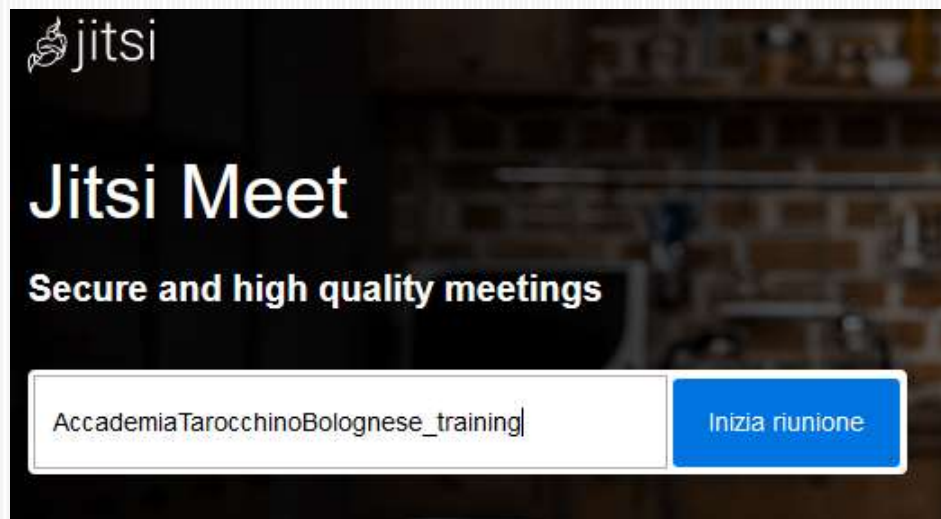 jitsi
Jitsi Meet
Secure and high quality meetings
AccademiaTarocchinoBolognese_training
Inizia riunione